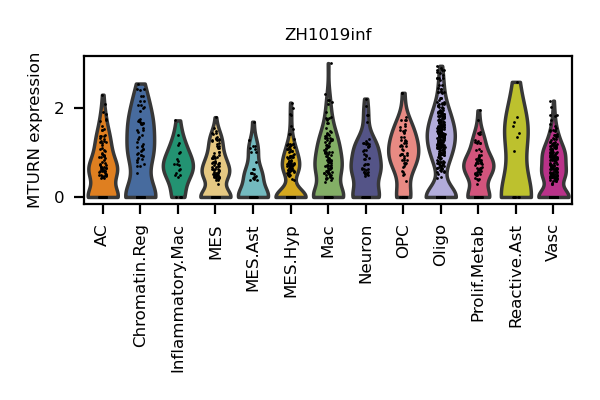 ZH1019inf
MTURN expression
2
0
AC
Chromatin.Reg
Inflammatory.Mac
MES
MES.Ast
MES.Hyp
Mac
Neuron
OPC
Oligo
Prolif.Metab
Reactive.Ast
Vasc